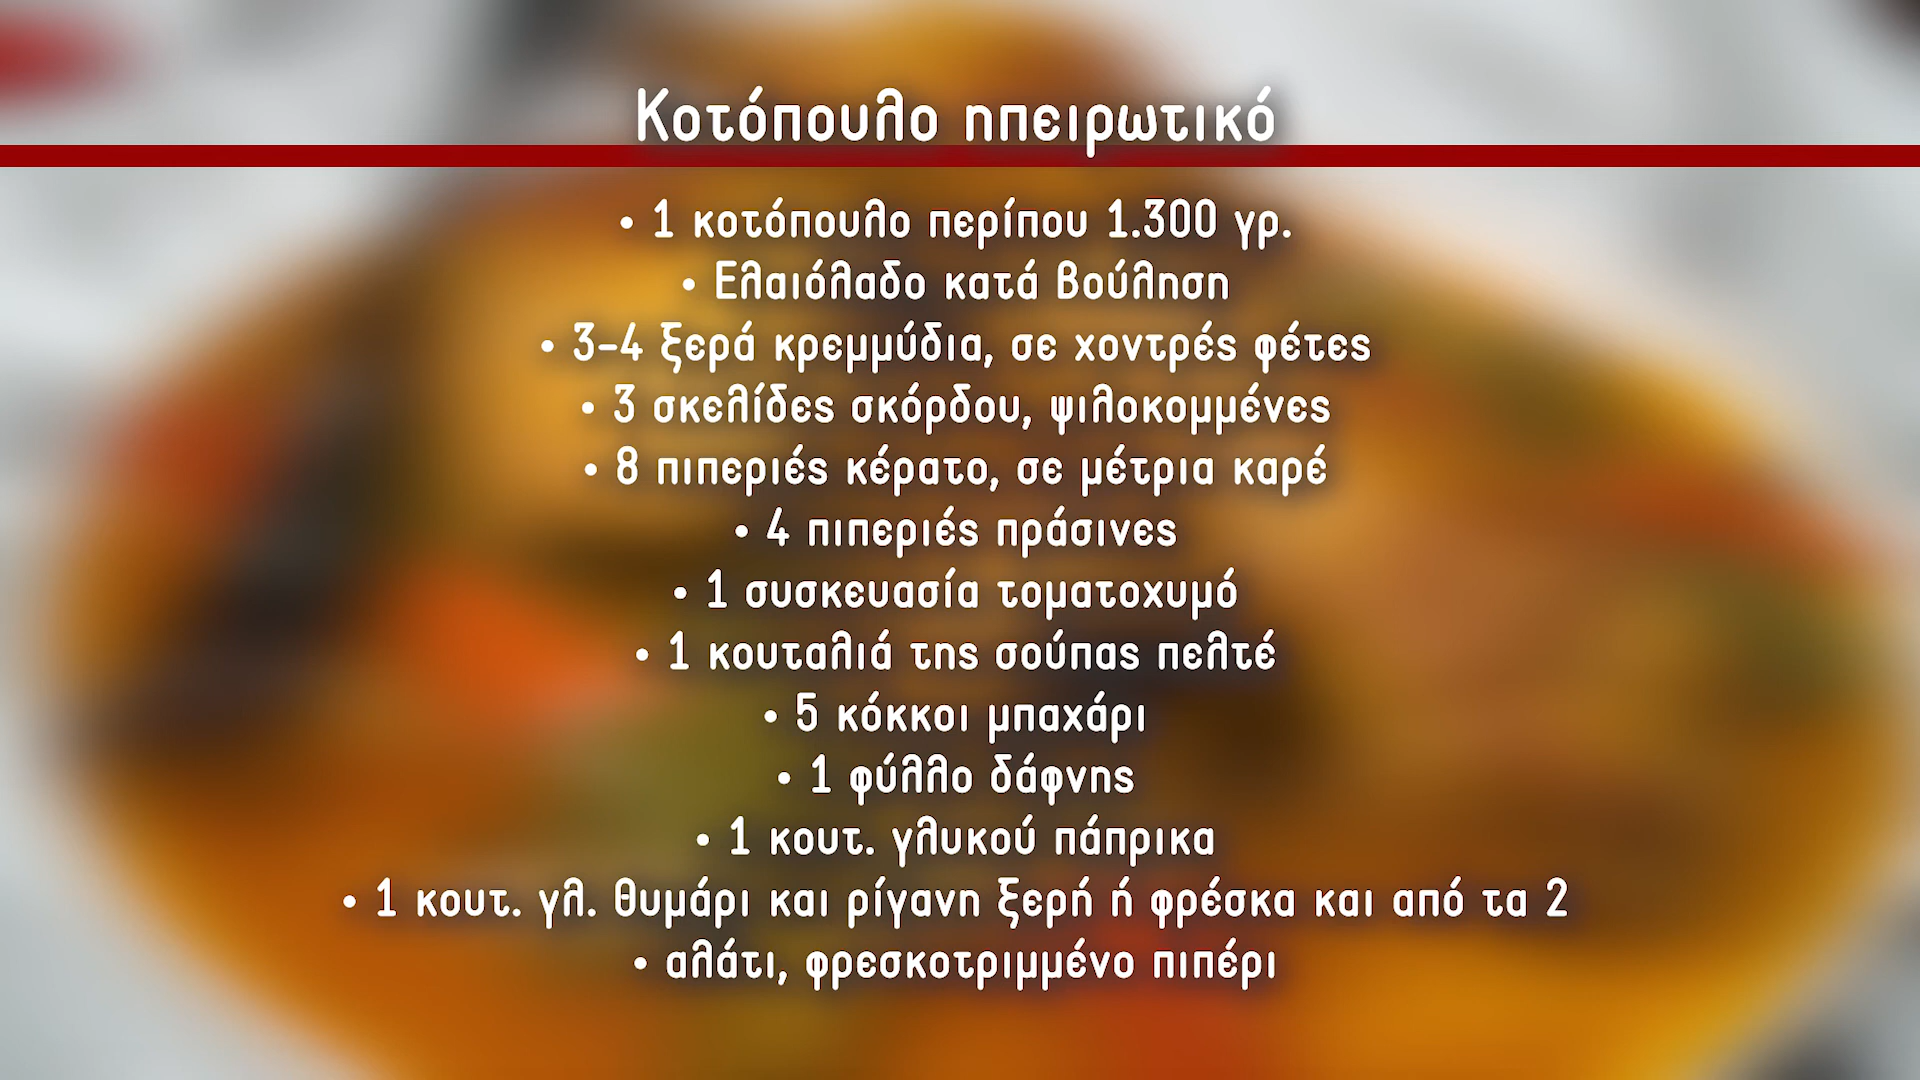 Κοτόπουλο ηπειρωτικό
• 1 κοτόπουλο περίπου 1.300 γρ.
• Ελαιόλαδο κατά βούληση
• 3-4 ξερά κρεμμύδια, σε χοντρές φέτες
• 3 σκελίδες σκόρδου, ψιλοκομμένες
• 8 πιπεριές κέρατο, σε μέτρια καρέ
• 4 πιπεριές πράσινες
• 1 συσκευασία τοματοχυμό
• 1 κουταλιά της σούπας πελτέ
• 5 κόκκοι μπαχάρι
• 1 φύλλο δάφνης
• 1 κουτ. γλυκού πάπρικα
• 1 κουτ. γλ. θυμάρι και ρίγανη ξερή ή φρέσκα και από τα 2
• αλάτι, φρεσκοτριμμένο πιπέρι